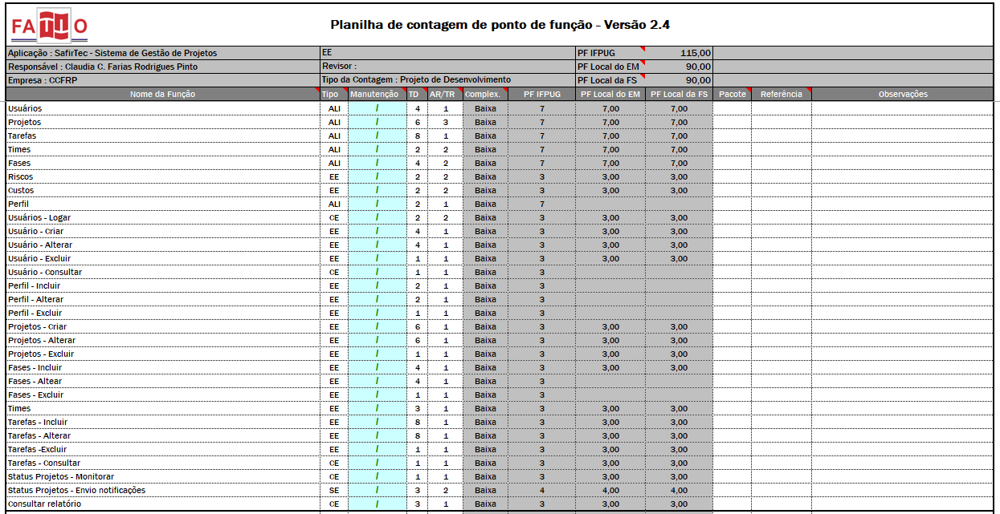 FATTO
Planilha de contagem de ponto de função - Versão 2.4
Aplicação : SafirTec - Sistema de Gestão de Projetos EE PF IFPUG 115,00
Responsável : Claudia C. Farias Rodrigues Pinto Revisor : PF Local do EM 90,00
Empresa : CCFRP Tipo da Contagem : Projeto de Desenvolvimento PF Local da FS 90,00
Nome da Função Tipo Manutenção TD AR/TR Complex. PF IFPUG PF Local do EM PF Local da FS Pacote Referência Observações
Usuários ALI I 4 1 Baixa 7 7,00 7,00
Projetos ALI I 6 3 Baixa 7 7,00 7,00
Tarefas ALI I 8 1 Baixa 7 7,00 7,00
Times ALI I 2 2 Baixa 7 7,00 7,00
Fases ALI I 4 2 Baixa 7 7,00 7,00
Riscos EE I 2 2 Baixa 3 3,00 3,00
Custos EE I 2 2 Baixa 3 3,00 3,00
Perfil ALI I 2 1 Baixa 7
Usuários - Logar CE I 2 2 Baixa 3 3,00 3,00
Usuário - Criar EE I 4 1 Baixa 3 3,00 3,00
Usuário - Alterar EE I 4 1 Baixa 3 3,00 3,00
Usuário - Excluir EE I 1 1 Baixa 3 3,00 3,00
Usuário - Consultar CE I 1 1 Baixa 3
Perfil - Incluir EE I 2 1 Baixa 3
Perfil - Alterar EE I 2 1 Baixa 3
Perfil - Excluir EE I 1 1 Baixa 3
Projetos - Criar EE I 6 1 Baixa 3 3,00 3,00
Projetos - Alterar EE I 6 1 Baixa 3 3,00 3,00
Projetos - Excluir EE I 1 1 Baixa 3 3,00 3,00
Fases - Incluir EE I 4 1 Baixa 3 3,00 3,00
Fases - Altear EE I 4 1 Baixa 3
Fases - Excluir EE I 1 1 Baixa 3
Times EE I 3 1 Baixa 3 3,00 3,00
Tarefas - Incluir EE I 8 1 Baixa 3 3,00 3,00
Tarefas - Alterar EE I 8 1 Baixa 3 3,00 3,00
Tarefas -Excluir EE I 1 1 Baixa 3 3,00 3,00
Tarefas - Consultar CE I 1 1 Baixa 3 3,00 3,00
Status Projetos - Monitorar CE I 1 1 Baixa 3 3,00 3,00
Status Projetos - Envio notificações SE I 3 2 Baixa 4 4,00 4,00
Consultar relatório CE I 3 1 Baixa 3 3,00 3,00